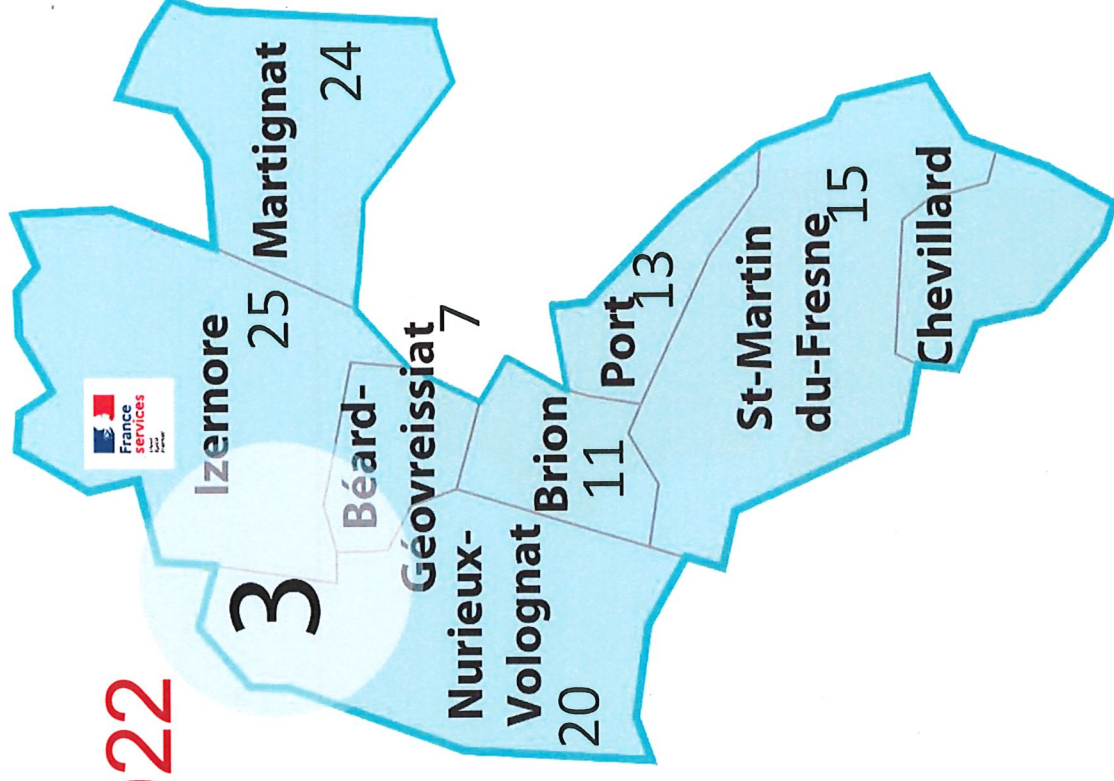 022
France
services
3
Izernore
25
Martignat
24
Béard-
Géovreissiat
7
Nurieux-
Volognat
20
Brion
11
Port
13
St-Martin
du-Fresne
15
Chevillard